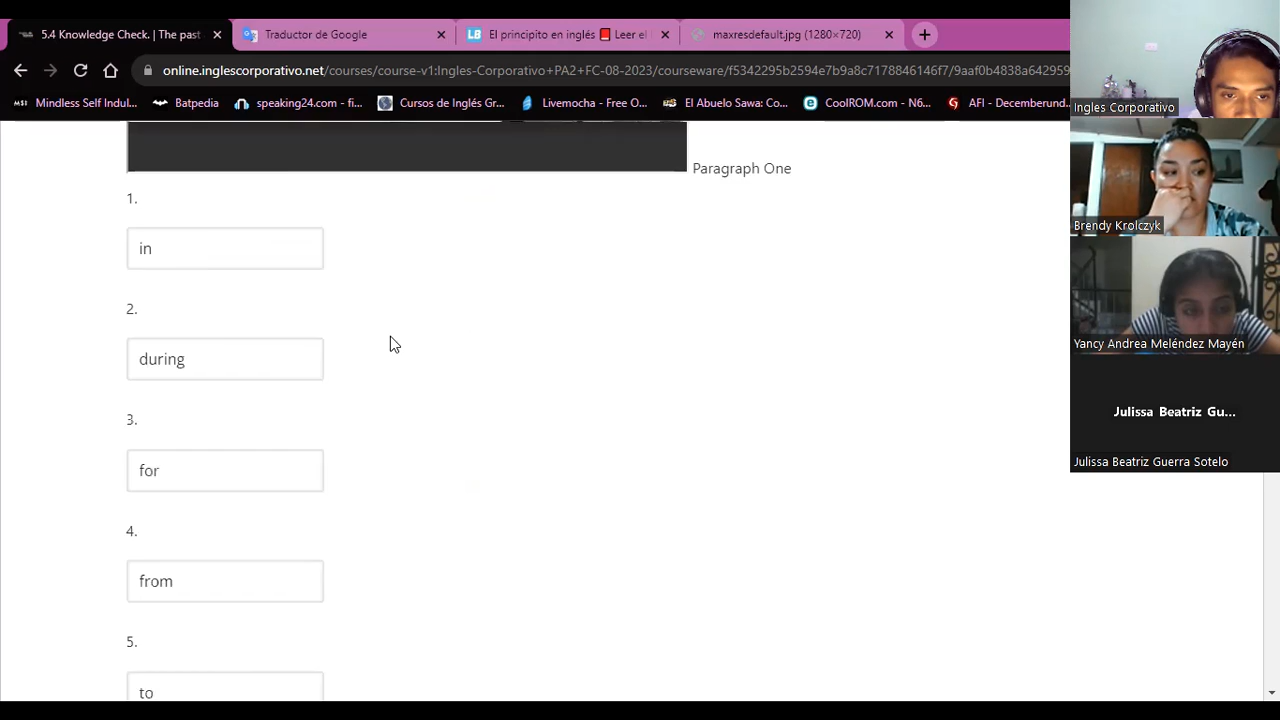 5.4 Knowledge Check. | The past
Traductor de Google
El principito en inglés 📕 Leer el
maxresdefault.jpg (1280×720)
online.inglescorporativo.net/courses/course-v1:Ingles-Corporativo+PA2+FC-08-2023/courseware/f5342295b2594e7b9a8c7178846146f7/9aaf0b4838a642959
Mindless Self Indul...
Batpedia
speaking24.com - fi...
Cursos de Inglés Gr...
Livemocha - Free O...
El Abuelo Sawa: Co...
CoolROM.com - N6...
AFI - Decemberund...
Ingles Corporativo
Brendy Krolczyk
Yancy Andrea Meléndez Mayén
Julissa Beatriz Gu...
Julissa Beatriz Guerra Sotelo
Paragraph One
1.
in
2.
during
3.
for
4.
from
5.
to